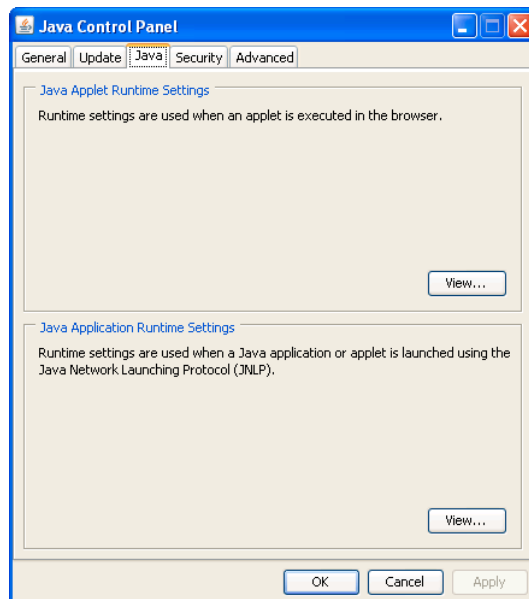 Java Control Panel
General Update Java Security Advanced
Java Applet Runtime Settings
Runtime settings are used when an applet is executed in the browser.
View...
Java Application Runtime Settings
Runtime settings are used when a Java application or applet is launched using the
Java Network Launching Protocol (JNLP).
View...
OK Cancel Apply